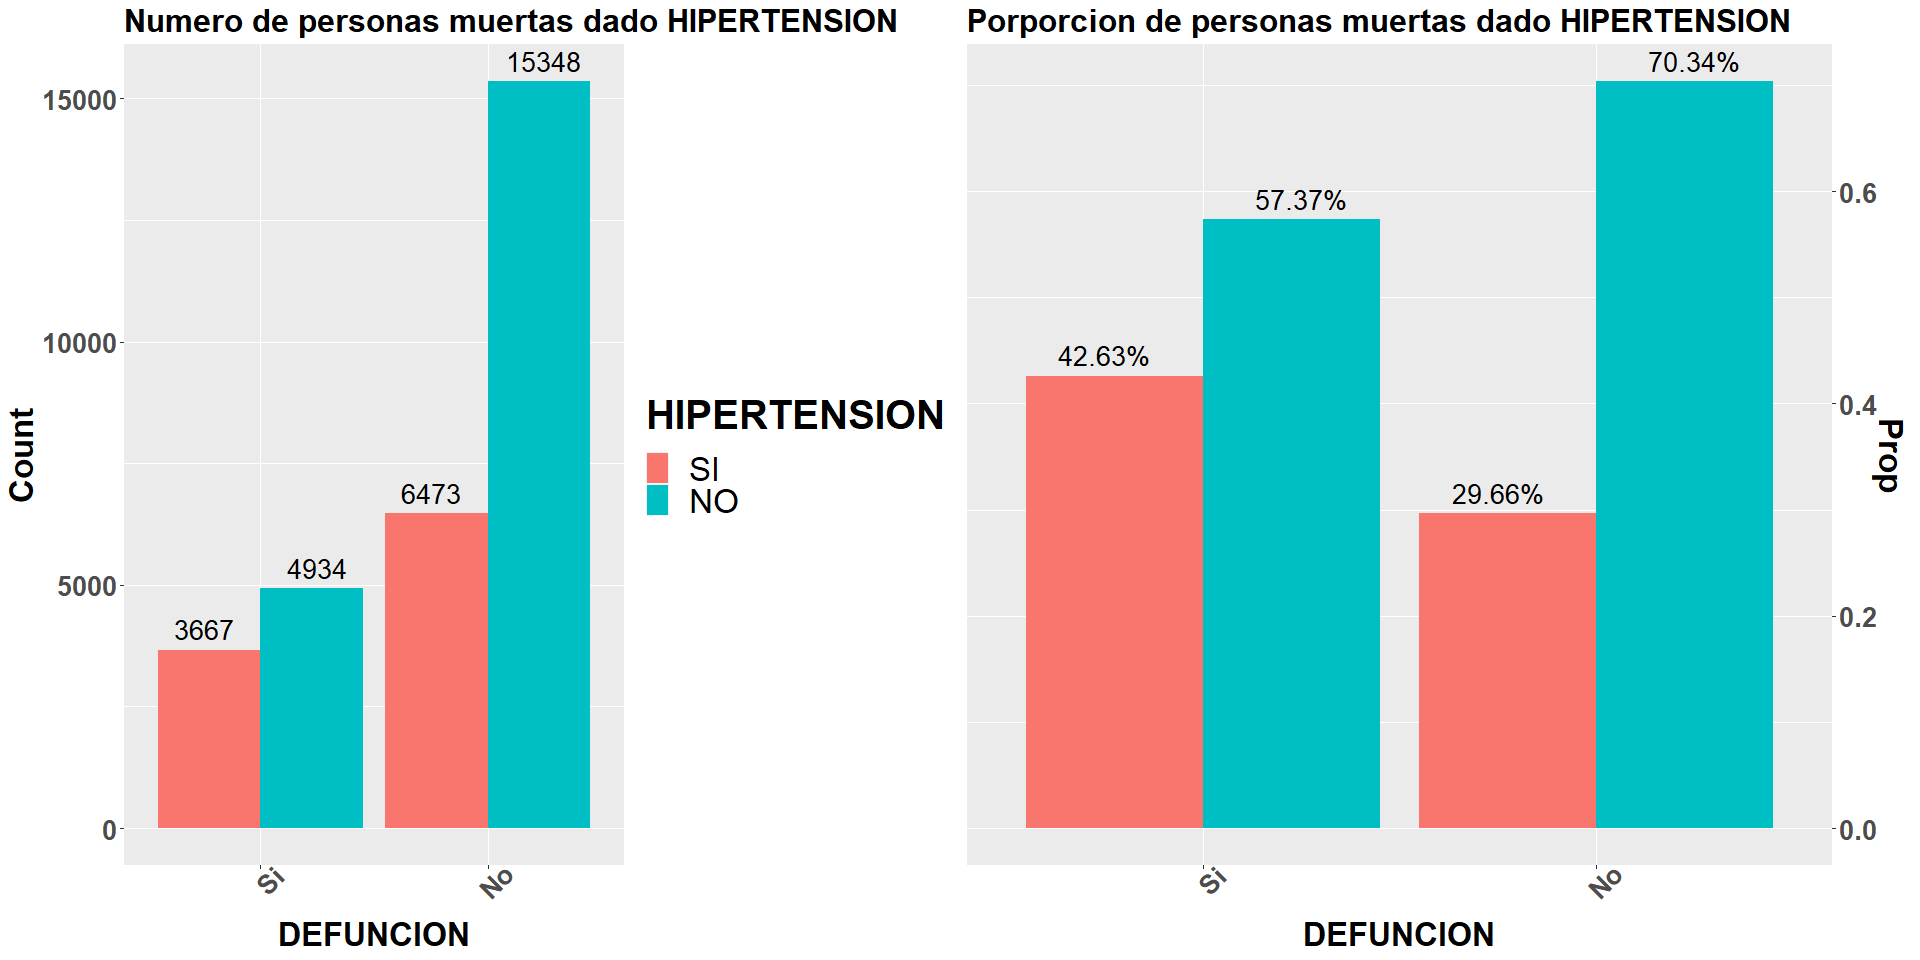 Numero de personas muertas dado HIPERTENSION
15348
15000
10000
6473
5000
4934
3667
0
Count
Si
No
DEFUNCION
HIPERTENSION
SI
NO
Porporcion de personas muertas dado HIPERTENSION
70.34%
57.37%
42.63%
29.66%
0.6
0.4
0.2
0.0
Prop
Si
No
DEFUNCION